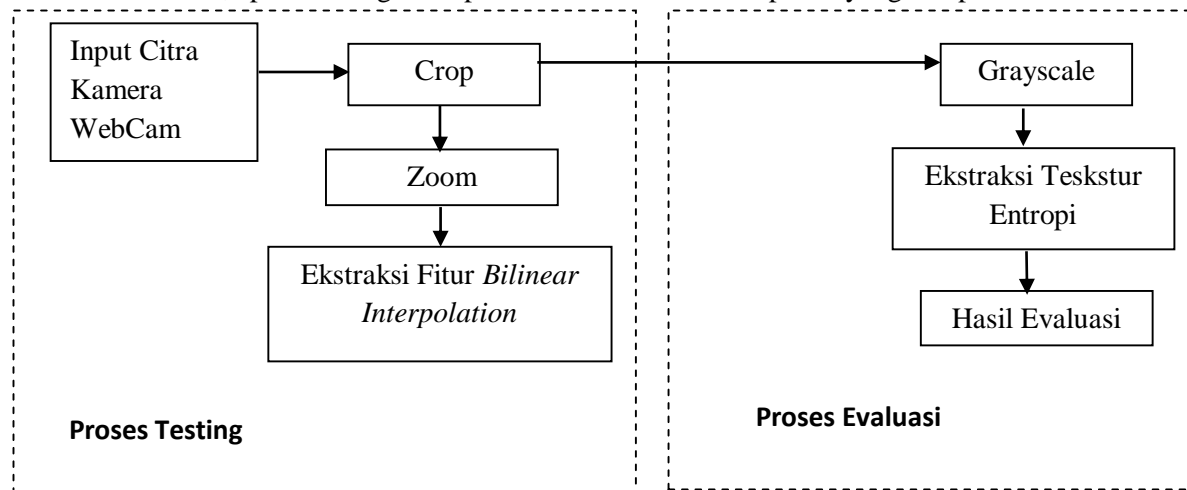 Input Citra
Kamera
WebCam
Crop
Zoom
Ekstraksi Fitur Bilinear
Interpolation
Proses Testing
Grayscale
Ekstraksi Teskstur
Entropi
Hasil Evaluasi
Proses Evaluasi